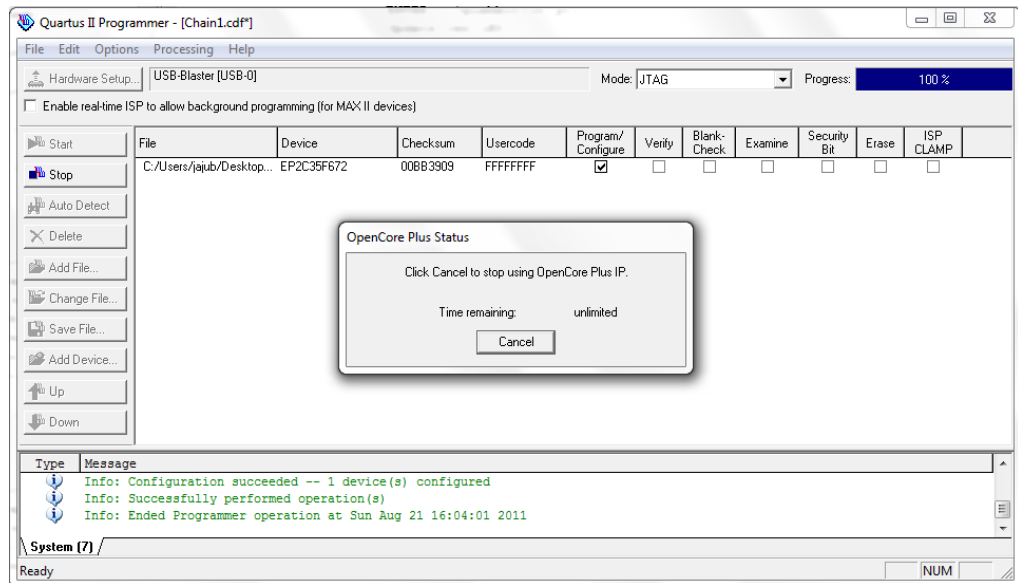 Quartus II Programmer - [Chain1.cdf*]
File Edit Options Processing Help
Hardware Setup... USB-Blaster [USB-0] Mode: JTAG Progress: 100 %
Enable real-time ISP to allow background programming (for MAX II devices)
Start
Stop
Auto Detect
Delete
Add File...
Change File...
Save File...
Add Device...
Up
Down
File Device Checksum Usercode Program/ Configure Verify Blank- Check Examine Security Bit Erase ISP CLAMP
C:/Users/jajub/Desktop... EP2C35F672 00BB3909 FFFFFFFF
OpenCore Plus Status
Click Cancel to stop using OpenCore Plus IP.
Time remaining: unlimited
Cancel
Type Message
Info: Configuration succeeded -- 1 device(s) configured
Info: Successfully performed operation(s)
Info: Ended Programmer operation at Sun Aug 21 16:04:01 2011
System (7)
Ready NUM